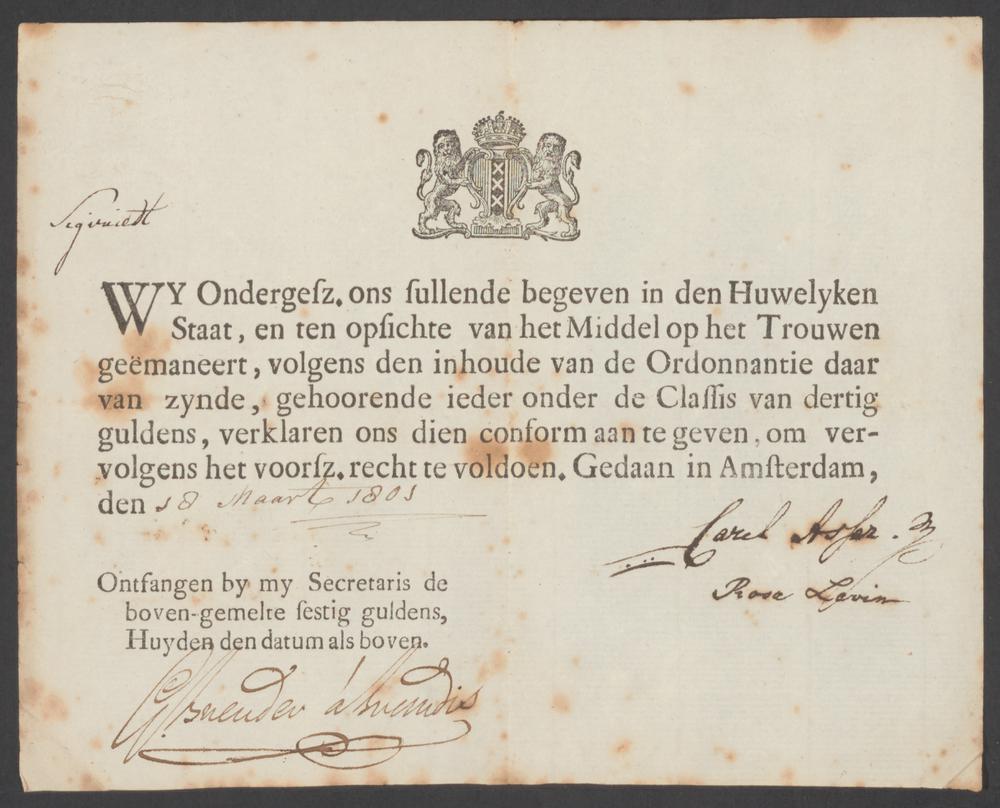 WY Ondergeſz. ons ſullende begeven in den Huwelyken
Staat, en ten opſichte van het Middel op het Trouwen
geëmaneert, volgens den inhoude van de Ordonnantie daar
van zynde, gehoorende ieder onder de Claſſis van dertig
guldens, verklaren ons dien conform aan te geven, om ver-
volgens het voorſz. recht te voldoen. Gedaan in Amſterdam,
den 18 Maart 1801
Carel Asser
Rose Levin
Ontfangen by my Secretaris de
boven-gemelte ſeſtig guldens,
Huyden den datum als boven.